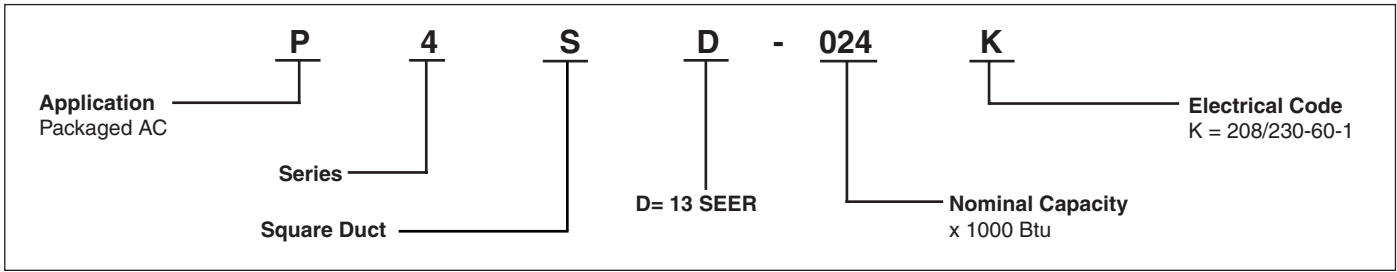 P 4 S D - 024 K
Application
Packaged AC
Electrical Code
K = 208/230-60-1
Series
D= 13 SEER
Nominal Capacity
x 1000 Btu
Square Duct